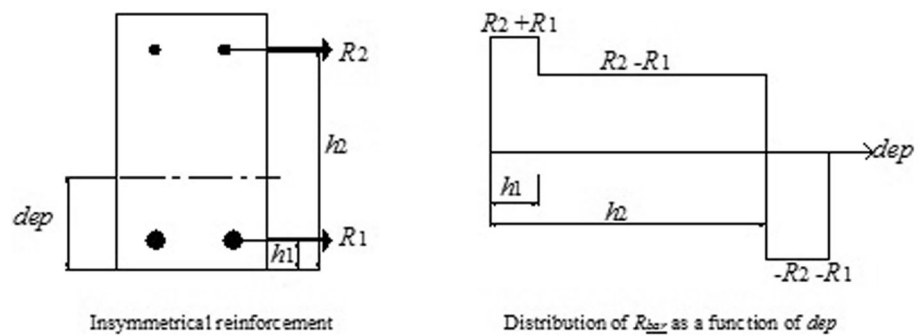 R2
h2
dep
h1
R1
Insymmetrical reinforcement
R2 +R1
R2 -R1
dep
h1
h2
-R2 -R1
Distribution of Rbar as a function of dep